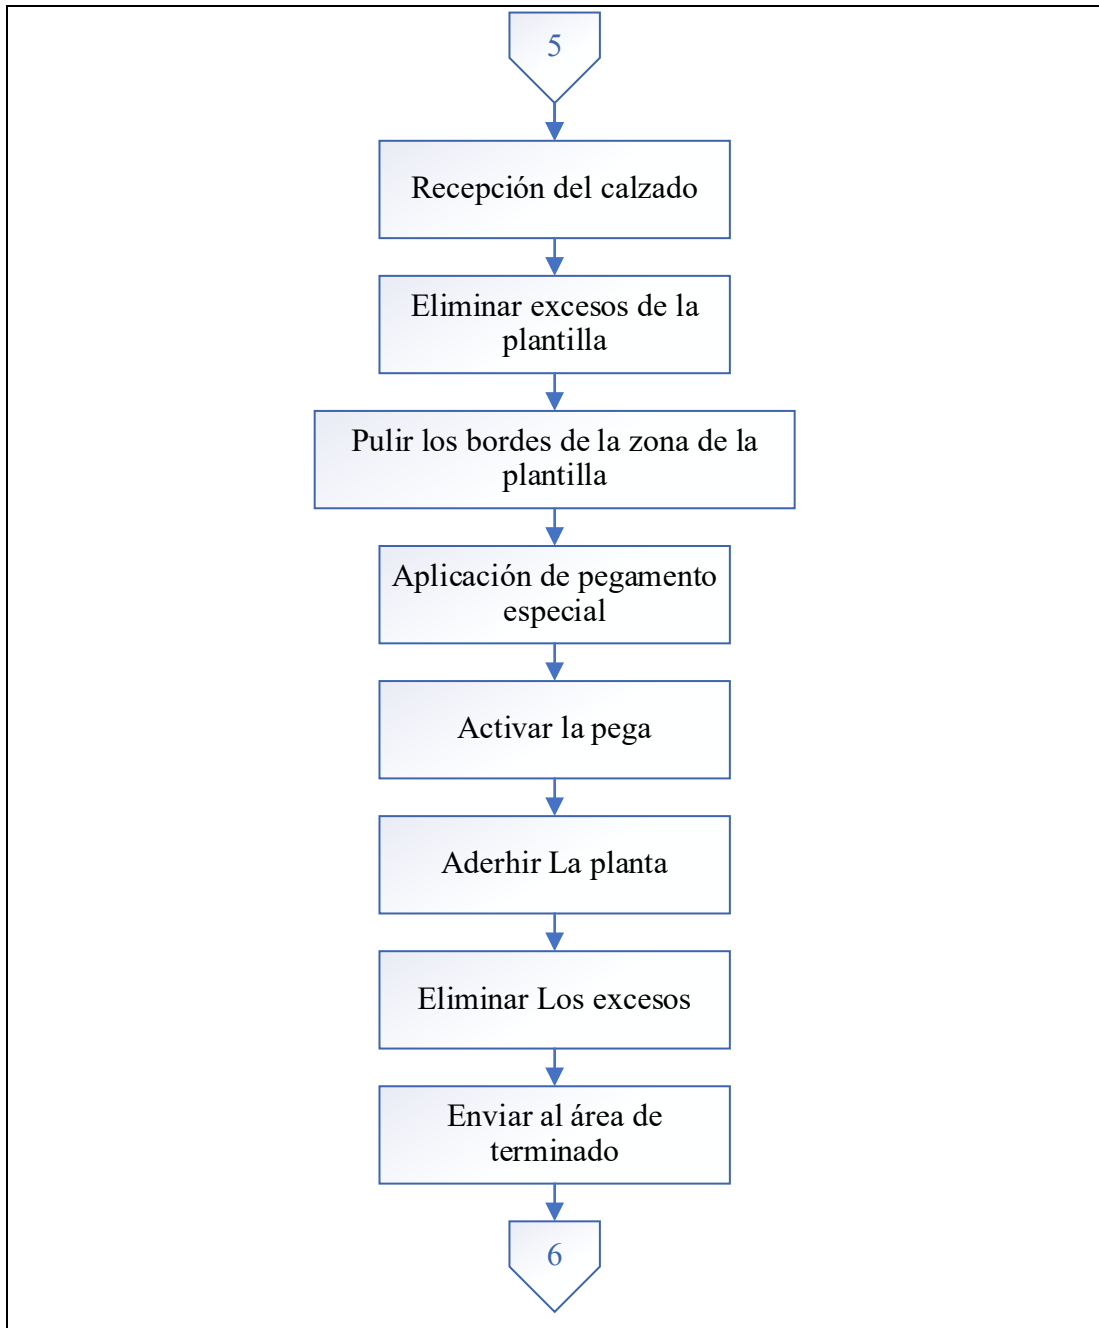 5
Recepción del calzado
Eliminar excesos de la
plantilla
Pulir los bordes de la zona de la
plantilla
Aplicación de pegamento
especial
Activar la pega
Aderhir La planta
Eliminar Los excesos
Enviar al área de
terminado
6